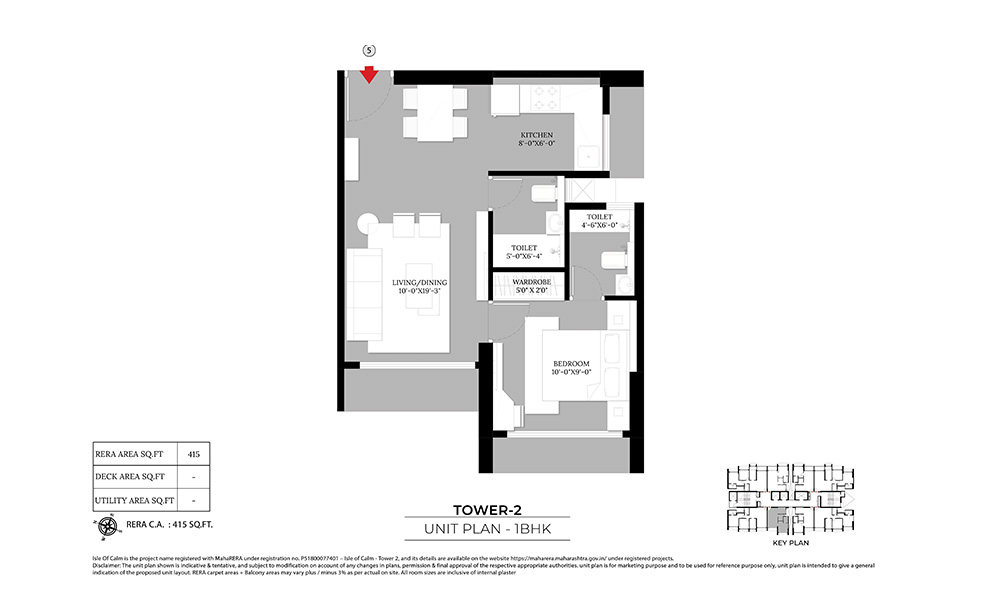 5
KITCHEN
8'-0"X6'-0"
TOILET
4'-6"X6'-0"
TOILET
5'-0"X6'-4"
WARDROBE
5'0" X 2'0"
LIVING/DINING
10'-0"X19'-3"
BEDROOM
10'-0"X9'-0"
RERA AREA SQ.FT 415
DECK AREA SQ.FT -
UTILITY AREA SQ.FT -
RERA C.A. : 415 SQ.FT.
TOWER-2
UNIT PLAN - 1BHK
KEY PLAN
Isle Of Calm is the project name registered with MahaRERA under registration no. P51800077401 – Isle of Calm - Tower 2, and its details are available on the website https://maharera.maharashtra.gov.in/ under registered projects.
Disclaimer: The unit plan shown is indicative & tentative, and subject to modification on account of any changes in plans, permission & final approval of the respective appropriate authorities. unit plan is for marketing purpose and to be used for reference purpose only, unit plan is intended to give a general
indication of the proposed unit layout. RERA carpet areas + Balcony areas may vary plus / minus 3% as per actual on site. All room sizes are inclusive of internal plaster